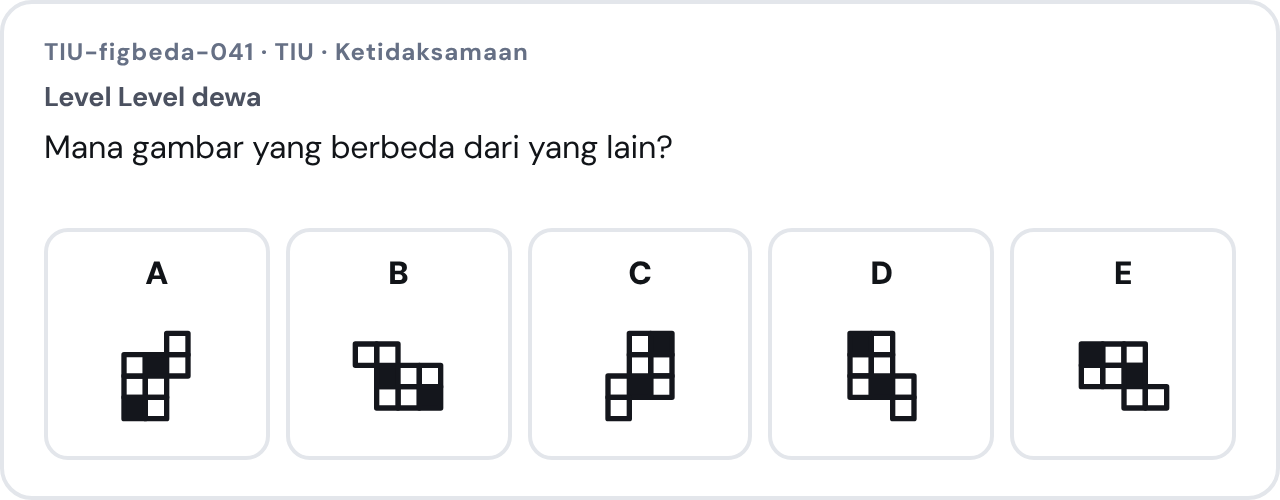 TIU-figbeda-041 · TIU · Ketidaksamaan
Level Level dewa
Mana gambar yang berbeda dari yang lain?
A B C D E